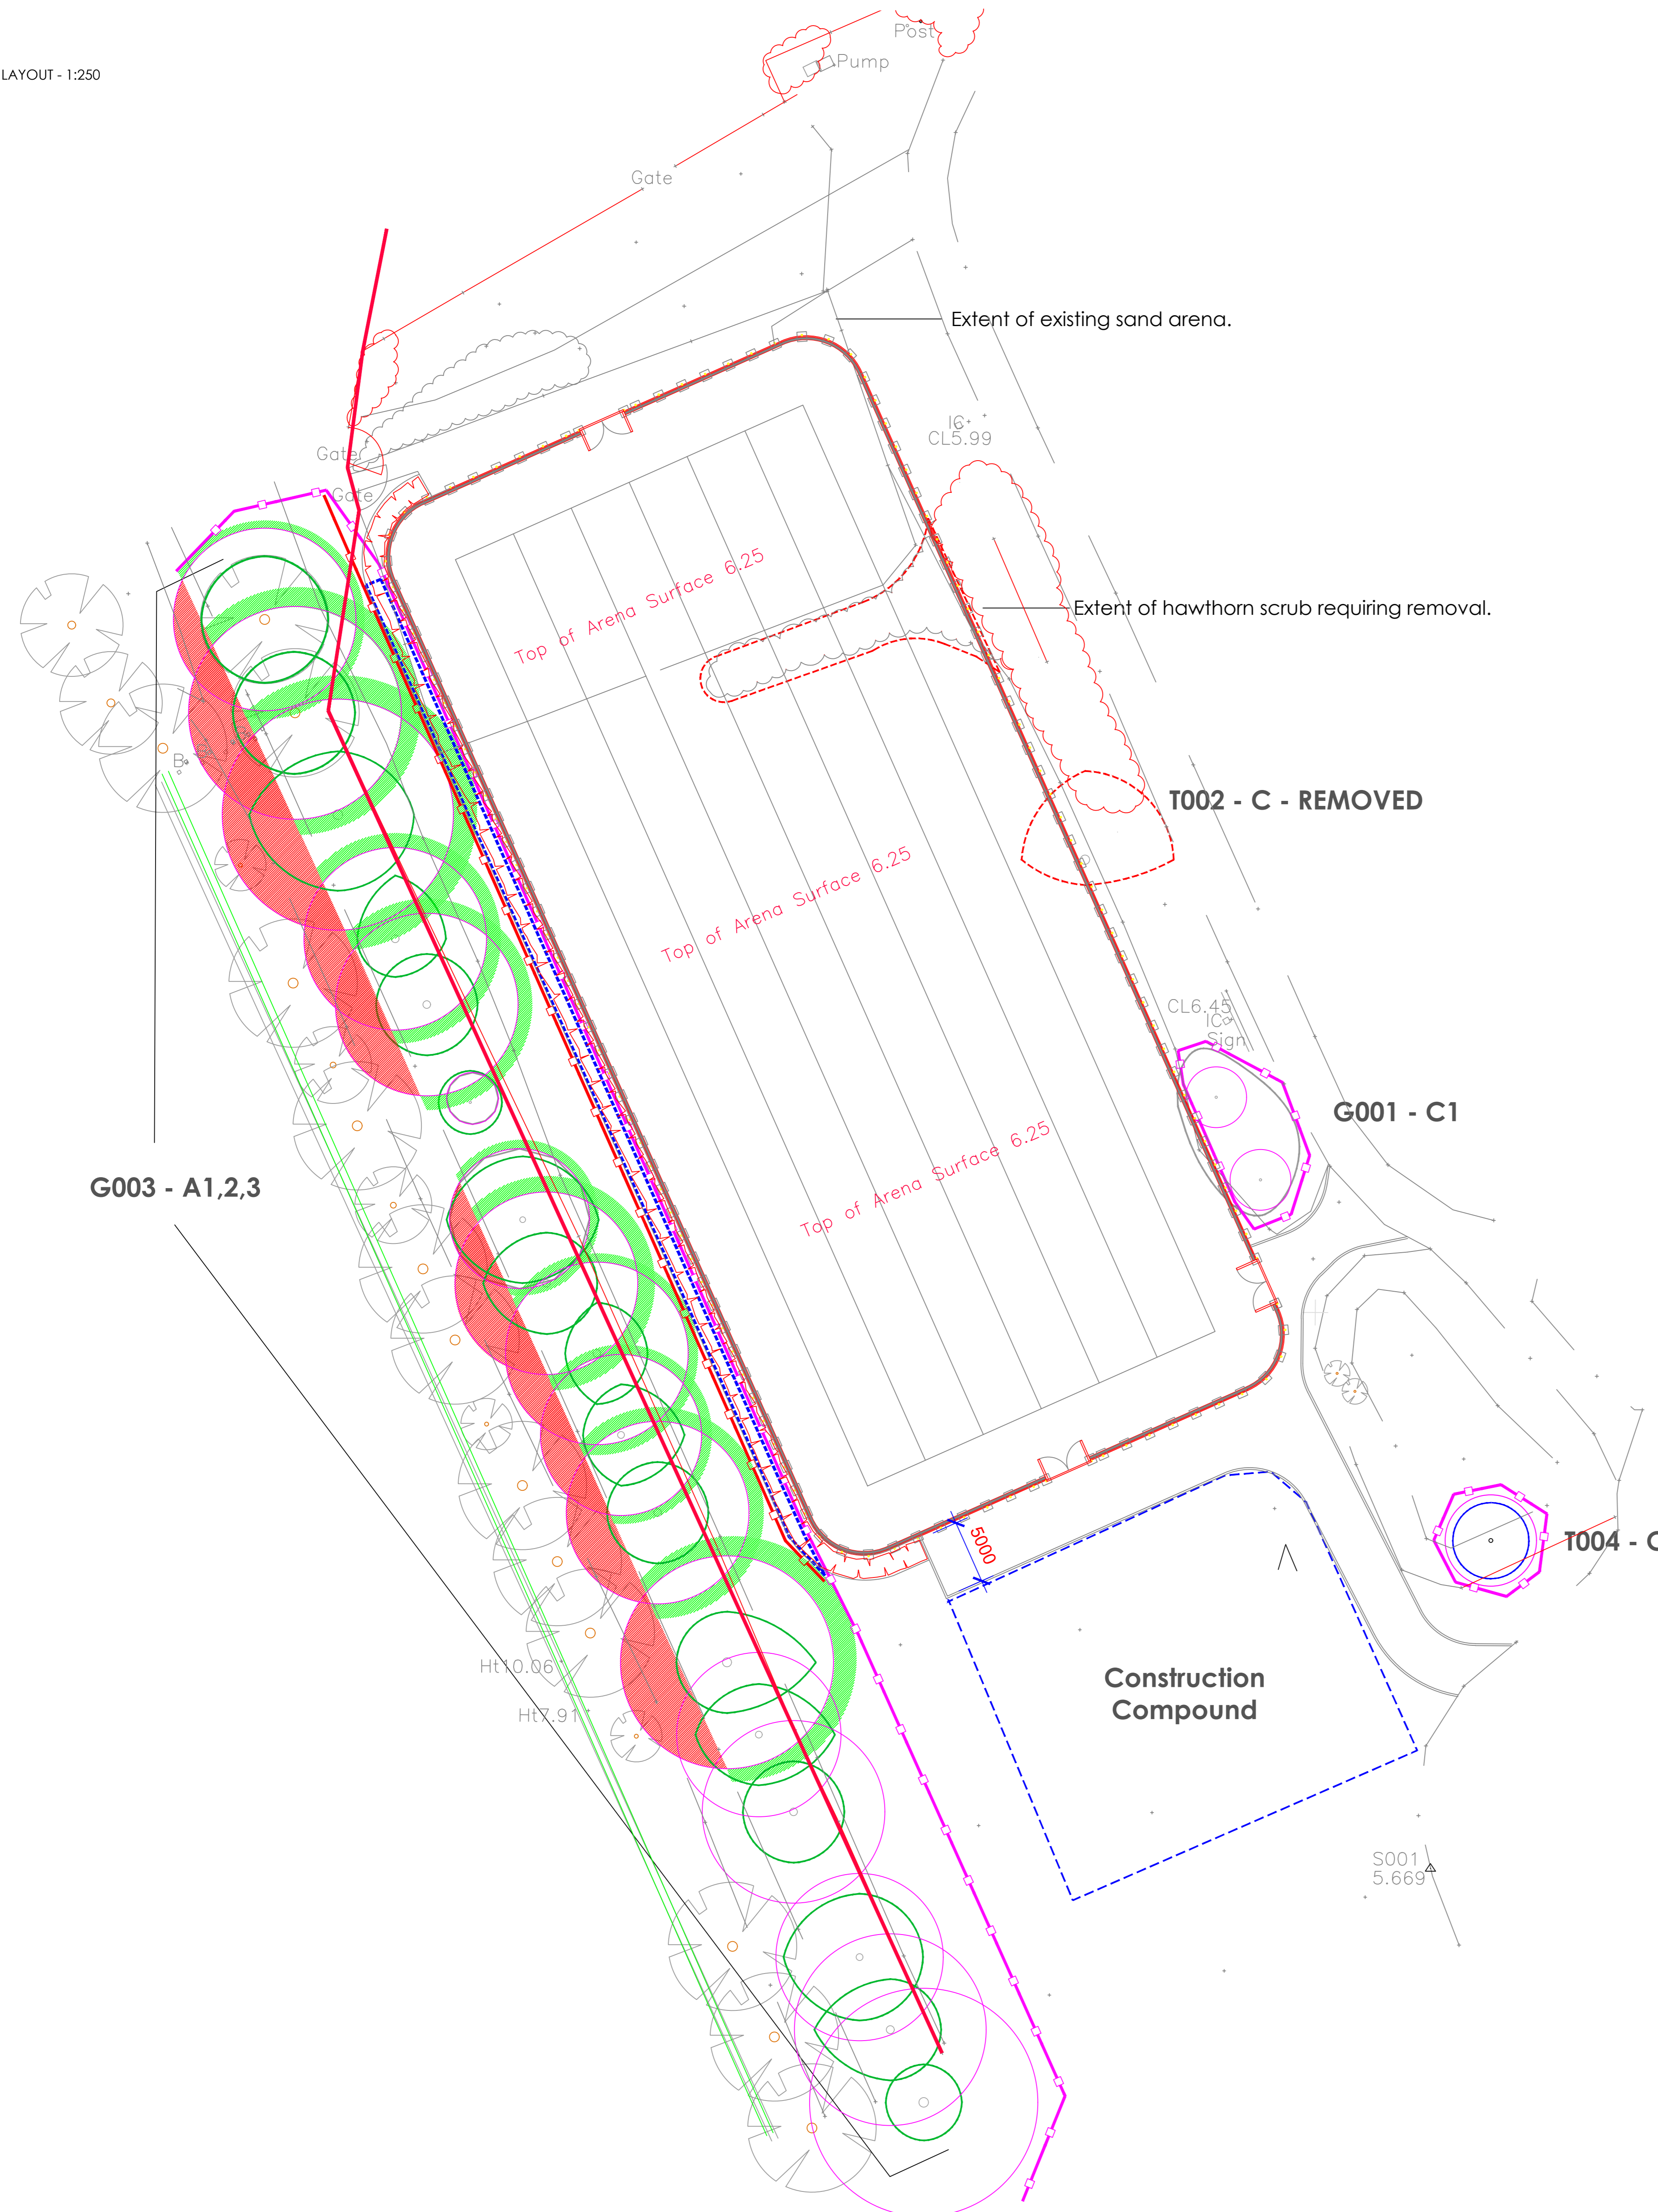 Post
Pump
LAYOUT - 1:250
Gate
Extent of existing sand arena.
IC
CL5.99
Gate
Gate
Top of Arena Surface 6.25
Extent of hawthorn scrub requiring removal.
T002 - C - REMOVED
Top of Arena Surface 6.25
CL6.45
IC
Sign
G001 - C1
Top of Arena Surface 6.25
G003 - A1,2,3
5000
T004 - C
Ht10.06
Construction
Compound
Ht7.91
S001
5.669